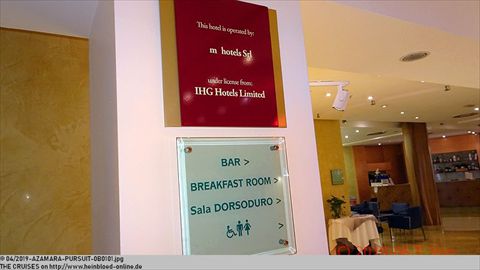 This hotel is operated by:
m hotels Srl
under license from:
IHG Hotels Limited
BAR >
BREAKFAST ROOM >
Sala DORSODURO >
>
© 04/2019-AZAMARA-PURSUIT-0B0101.jpg
THE CRUISES on http://www.heinbloed-online.de